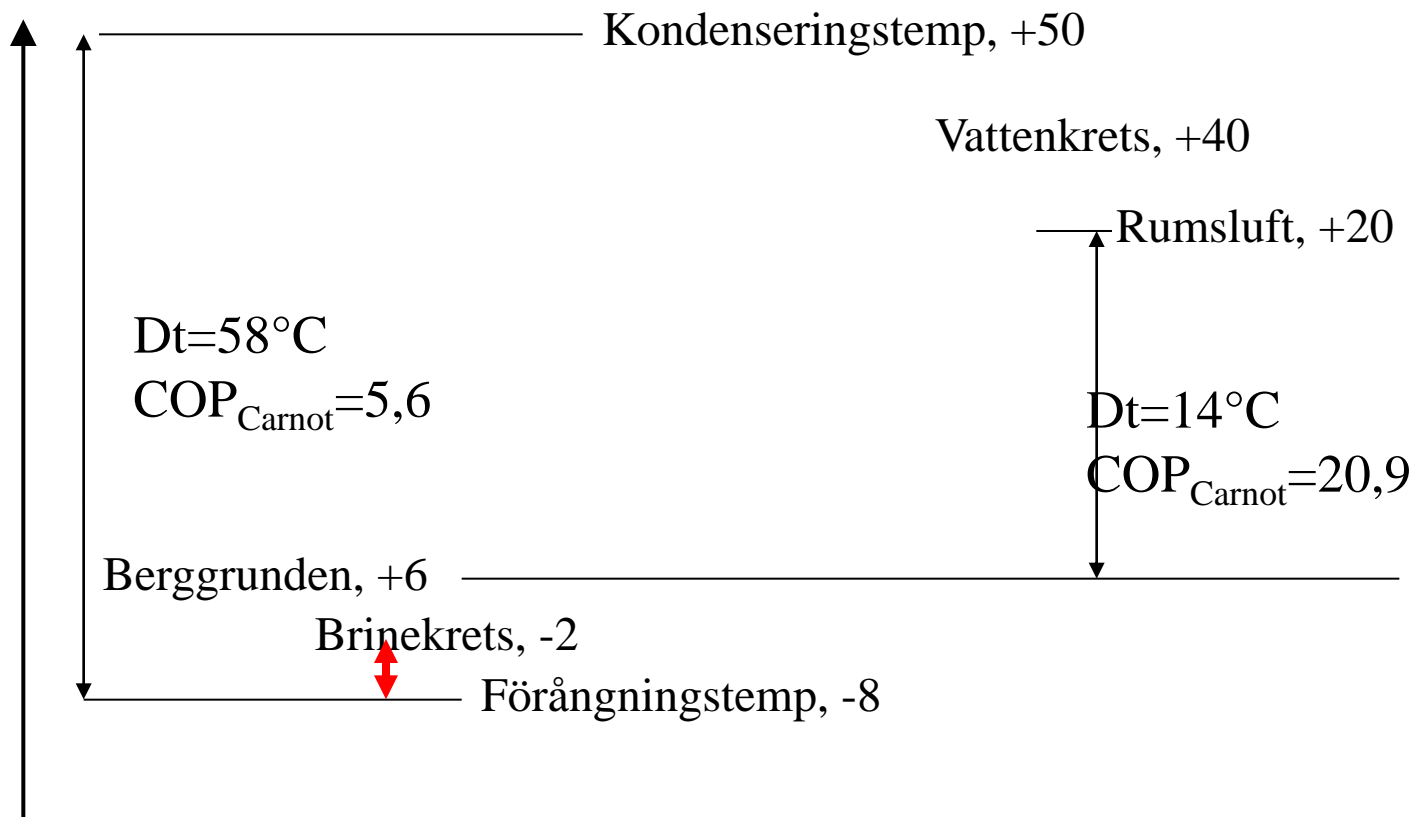 Kondenseringstemp, +50
Vattenkrets, +40
Rumsluft, +20
Dt=58°C
COPCarnot=5,6
Dt=14°C
COPCarnot=20,9
Berggrunden, +6
Brinekrets, -2
Förångningstemp, -8